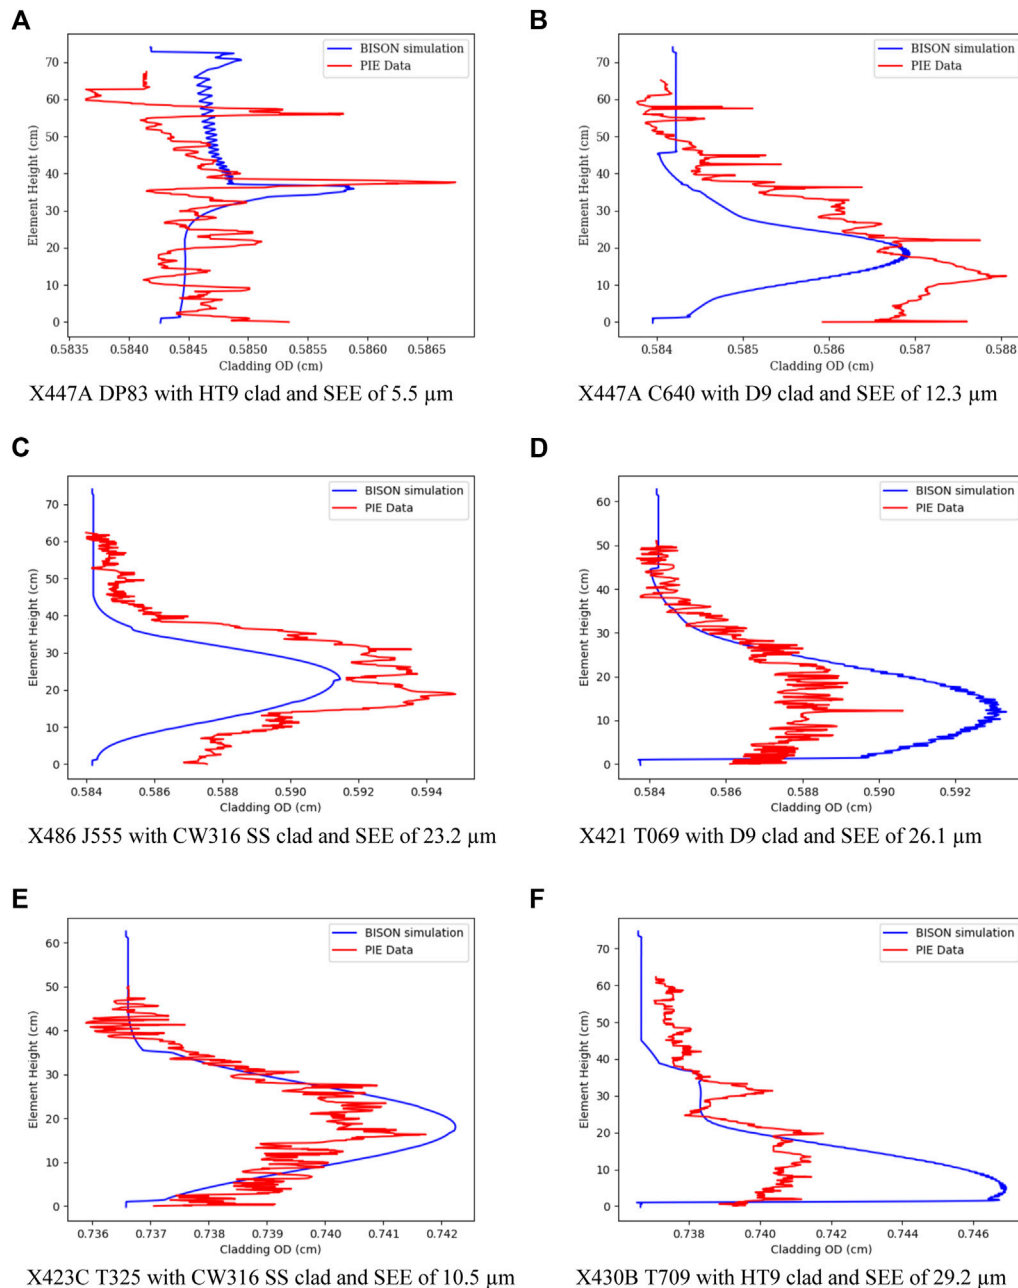 A
BISON simulation
PIE Data
Element Height (cm)
70
60
50
40
30
20
10
0
0.5835 0.5840 0.5845 0.5850 0.5855 0.5860 0.5865
Cladding OD (cm)
X447A DP83 with HT9 clad and SEE of 5.5 µm
B
BISON simulation
PIE Data
Element Height (cm)
70
60
50
40
30
20
10
0
0.584 0.585 0.586 0.587 0.588
Cladding OD (cm)
X447A C640 with D9 clad and SEE of 12.3 µm
C
BISON simulation
PIE Data
Element Height (cm)
70
60
50
40
30
20
10
0
0.584 0.586 0.588 0.590 0.592 0.594
Cladding OD (cm)
X486 J555 with CW316 SS clad and SEE of 23.2 µm
D
BISON simulation
PIE Data
Element Height (cm)
60
50
40
30
20
10
0
0.584 0.586 0.588 0.590 0.592
Cladding OD (cm)
X421 T069 with D9 clad and SEE of 26.1 µm
E
BISON simulation
PIE Data
Element Height (cm)
60
50
40
30
20
10
0
0.736 0.737 0.738 0.739 0.740 0.741 0.742
Cladding OD (cm)
X423C T325 with CW316 SS clad and SEE of 10.5 µm
F
BISON simulation
PIE Data
Element Height (cm)
70
60
50
40
30
20
10
0
0.738 0.740 0.742 0.744 0.746
Cladding OD (cm)
X430B T709 with HT9 clad and SEE of 29.2 µm